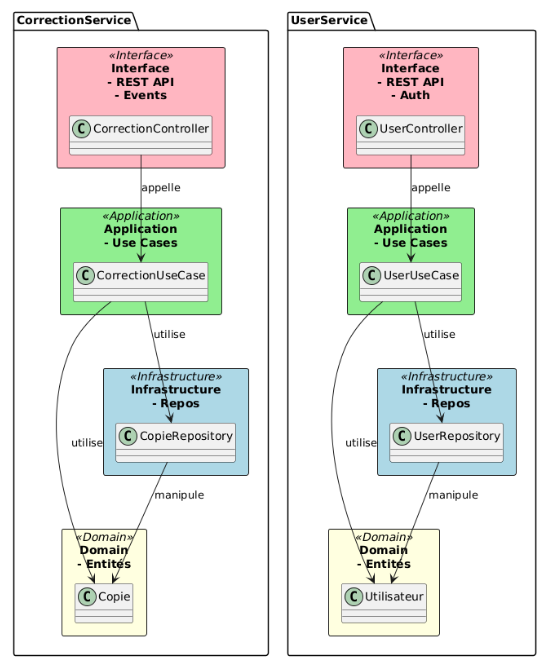 CorrectionService
«Interface»
Interface
- REST API
- Events
C CorrectionController
appelle
«Application»
Application
- Use Cases
C CorrectionUseCase
utilise
«Infrastructure»
Infrastructure
- Repos
C CopieRepository
utilise
manipule
«Domain»
Domain
- Entités
C Copie
UserService
«Interface»
Interface
- REST API
- Auth
C UserController
appelle
«Application»
Application
- Use Cases
C UserUseCase
utilise
«Infrastructure»
Infrastructure
- Repos
C UserRepository
utilise
manipule
«Domain»
Domain
- Entités
C Utilisateur